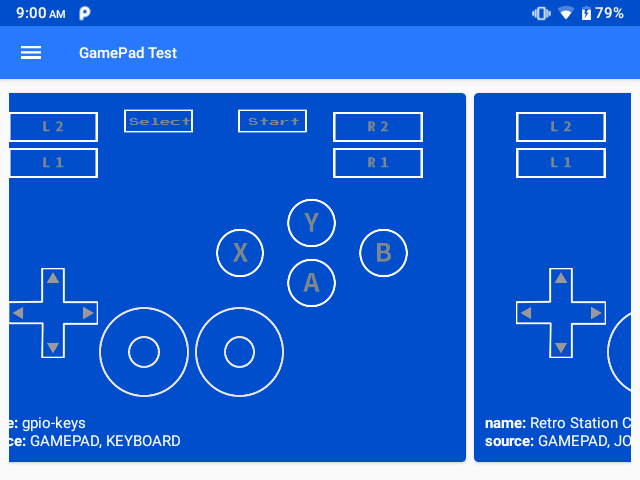 9:00 AM 79%
GamePad Test
L 2 Select Start R 2 L 2
L 1 R 1 L 1
Y
X B
A
e: gpio-keys name: Retro Station C
ce: GAMEPAD, KEYBOARD source: GAMEPAD, JO